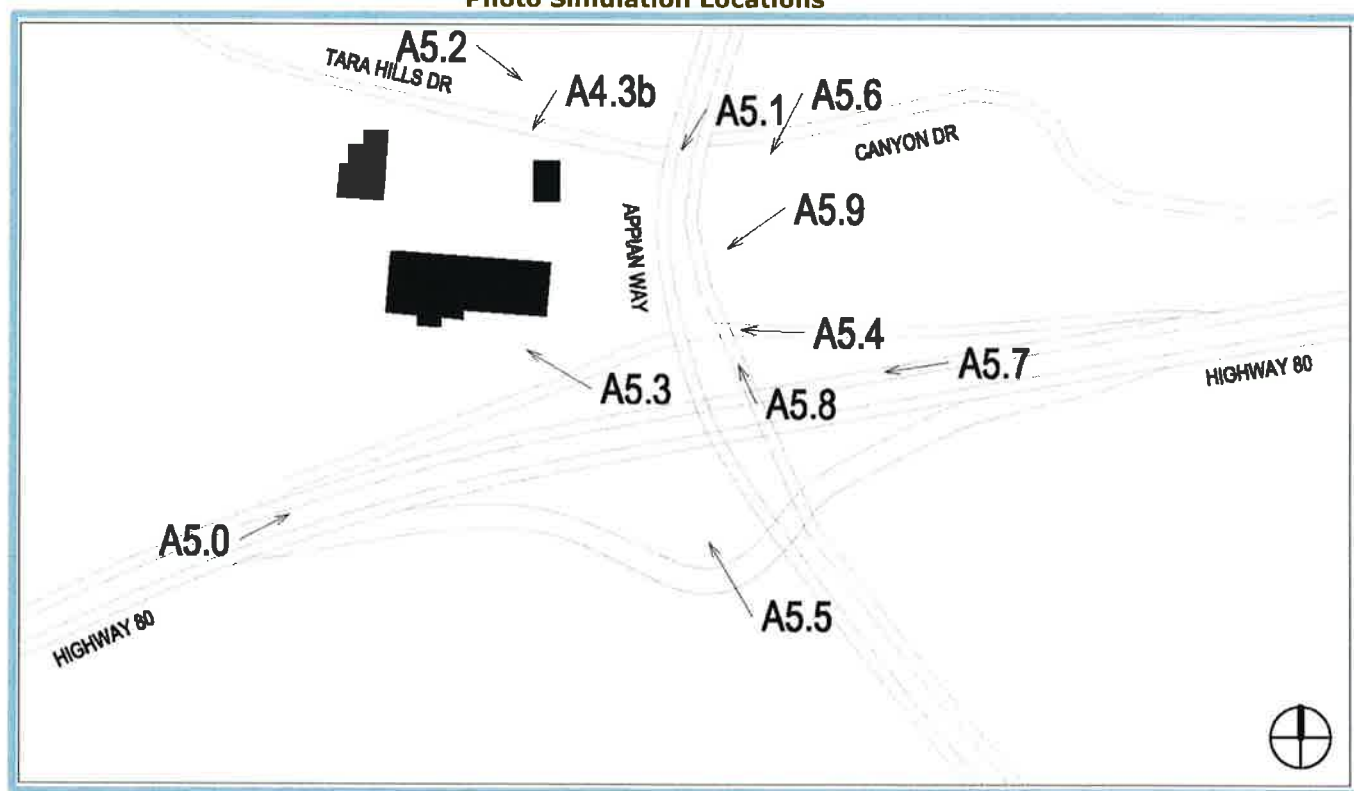 Photo Simulation Locations
A5.2
TARA HILLS DR
A4.3b
A5.1
A5.6
CANYON DR
A5.9
APPIAN WAY
A5.4
A5.7
HIGHWAY 80
A5.3
A5.8
A5.0
A5.5
HIGHWAY 80